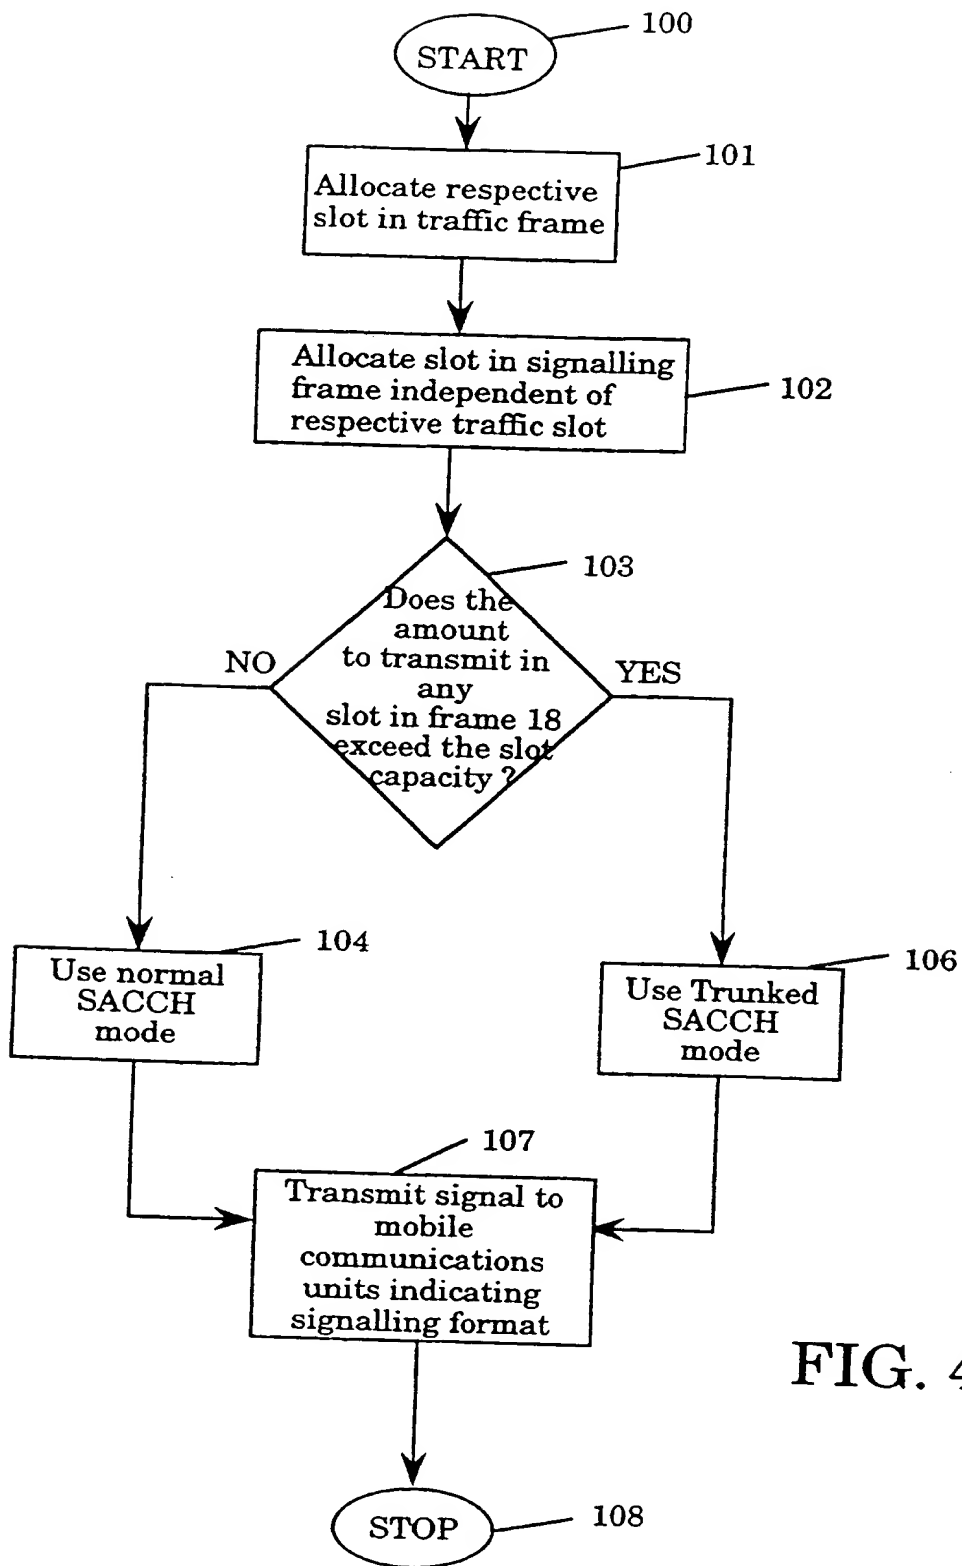 START
100
Allocate respective
slot in traffic frame
101
Allocate slot in signalling
frame independent of
respective traffic slot
102
103
Does the
amount
to transmit in
any
slot in frame 18
exceed the slot
capacity ?
NO
YES
Use normal
SACCH
mode
104
Use Trunked
SACCH
mode
106
107
Transmit signal to
mobile
communications
units indicating
signalling format
FIG. 4
STOP
108